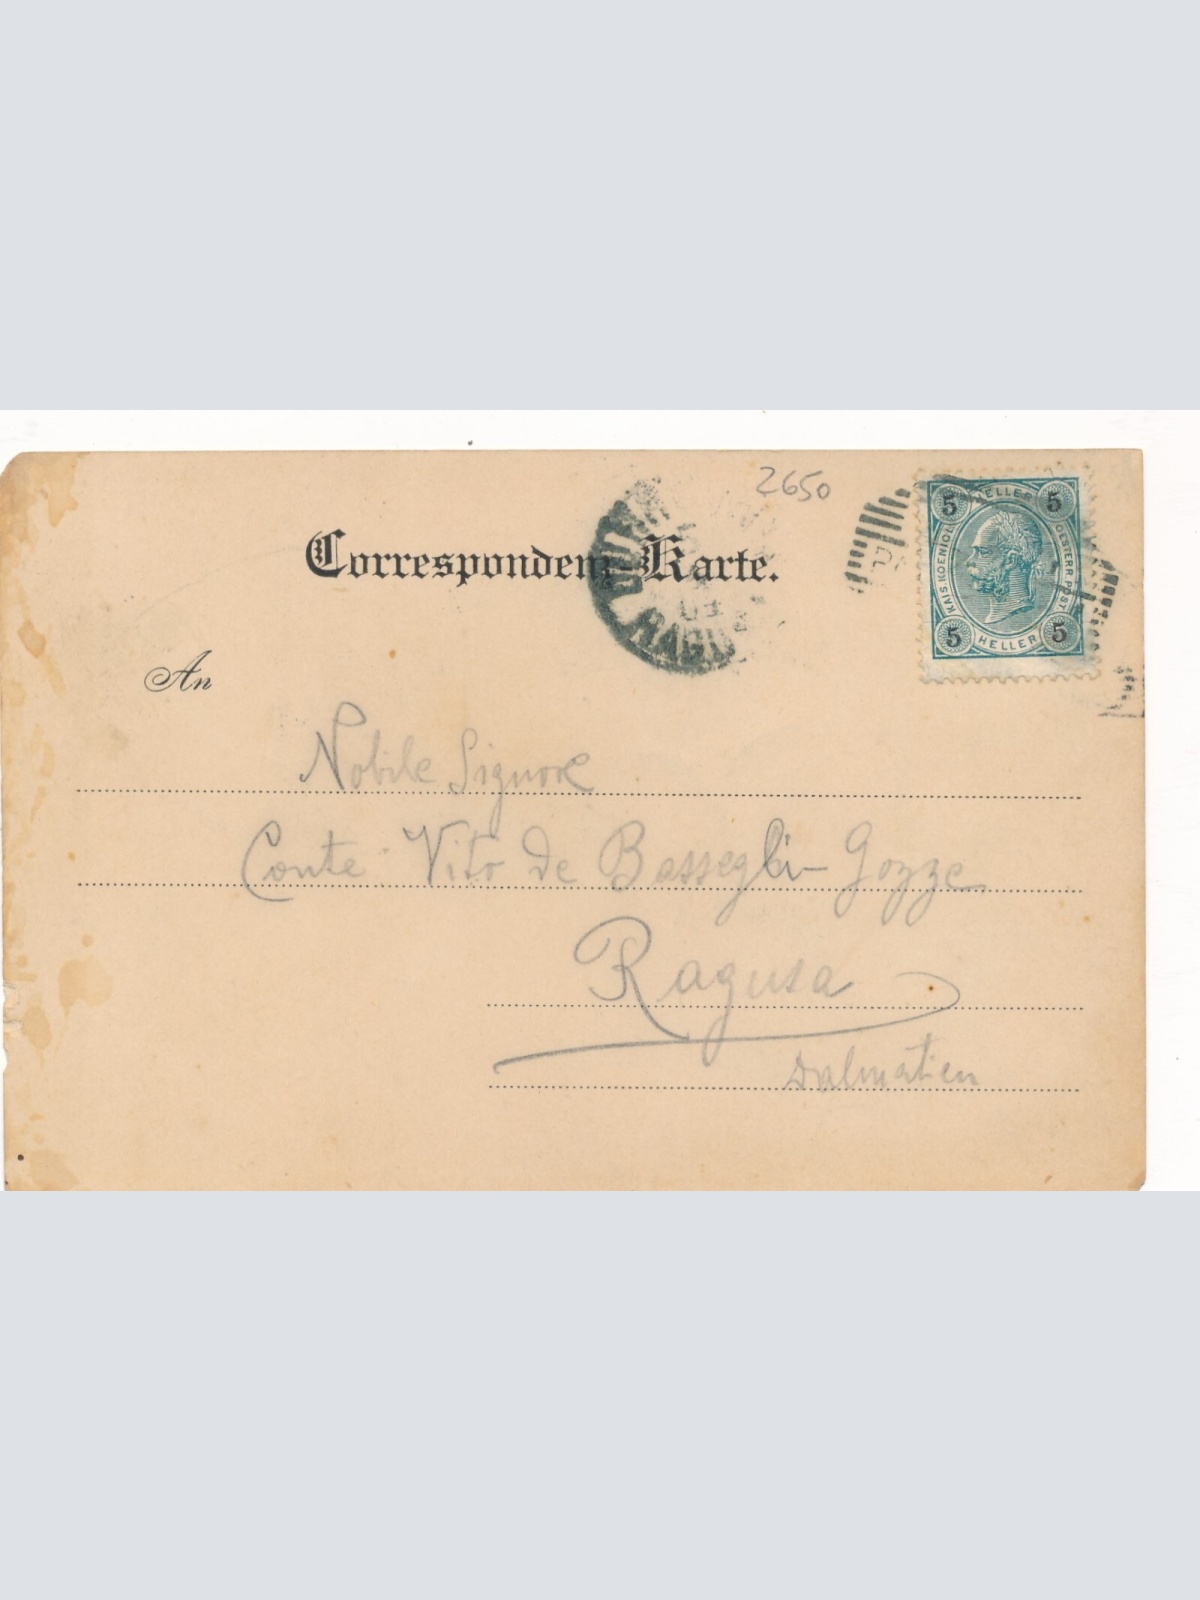 2650
Correspondenz-Karte.
HELLER
5 5
KAIS. KOENIGL. OESTERR. POST
5 5
HELLER
An
Nobile Signore
Conte Vito de Bassegli-Gozze
Ragusa
Dalmatien